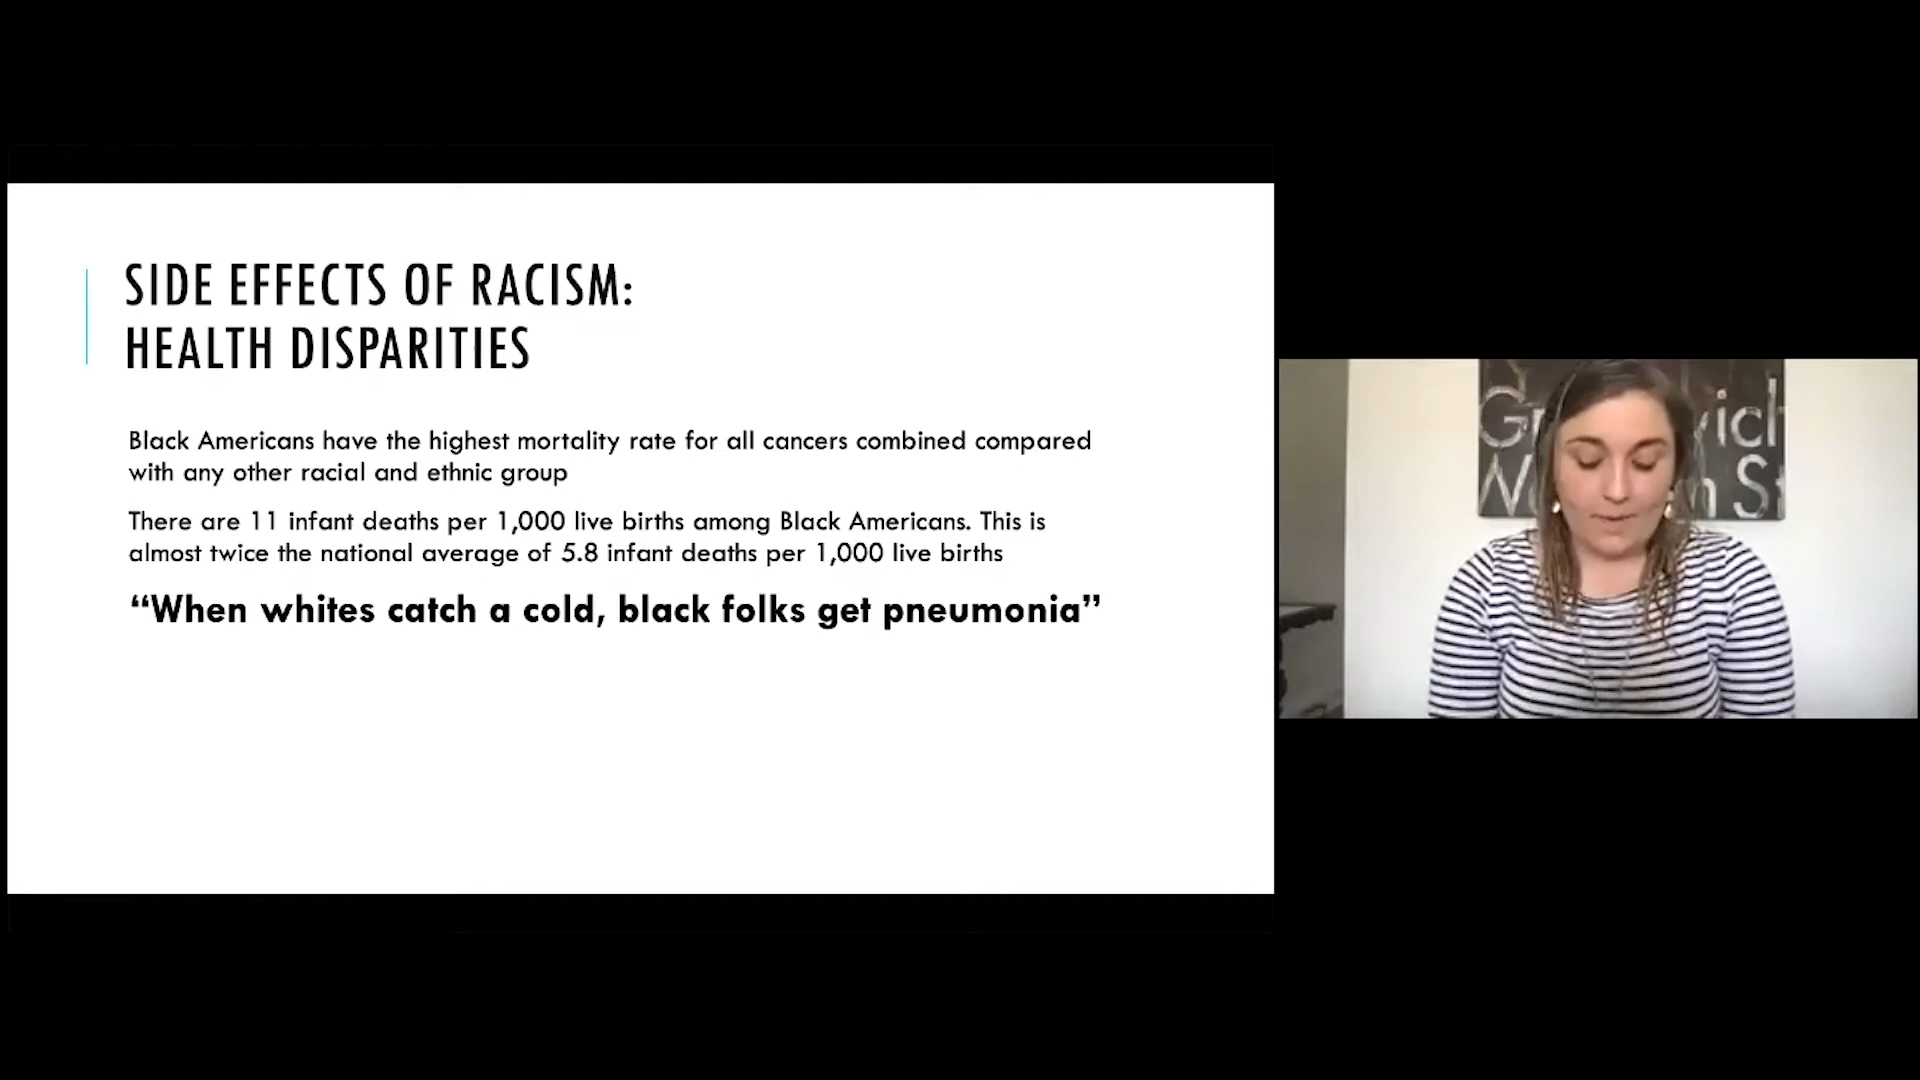 SIDE EFFECTS OF RACISM:
HEALTH DISPARITIES
Black Americans have the highest mortality rate for all cancers combined compared
with any other racial and ethnic group
There are 11 infant deaths per 1,000 live births among Black Americans. This is
almost twice the national average of 5.8 infant deaths per 1,000 live births
“When whites catch a cold, black folks get pneumonia”